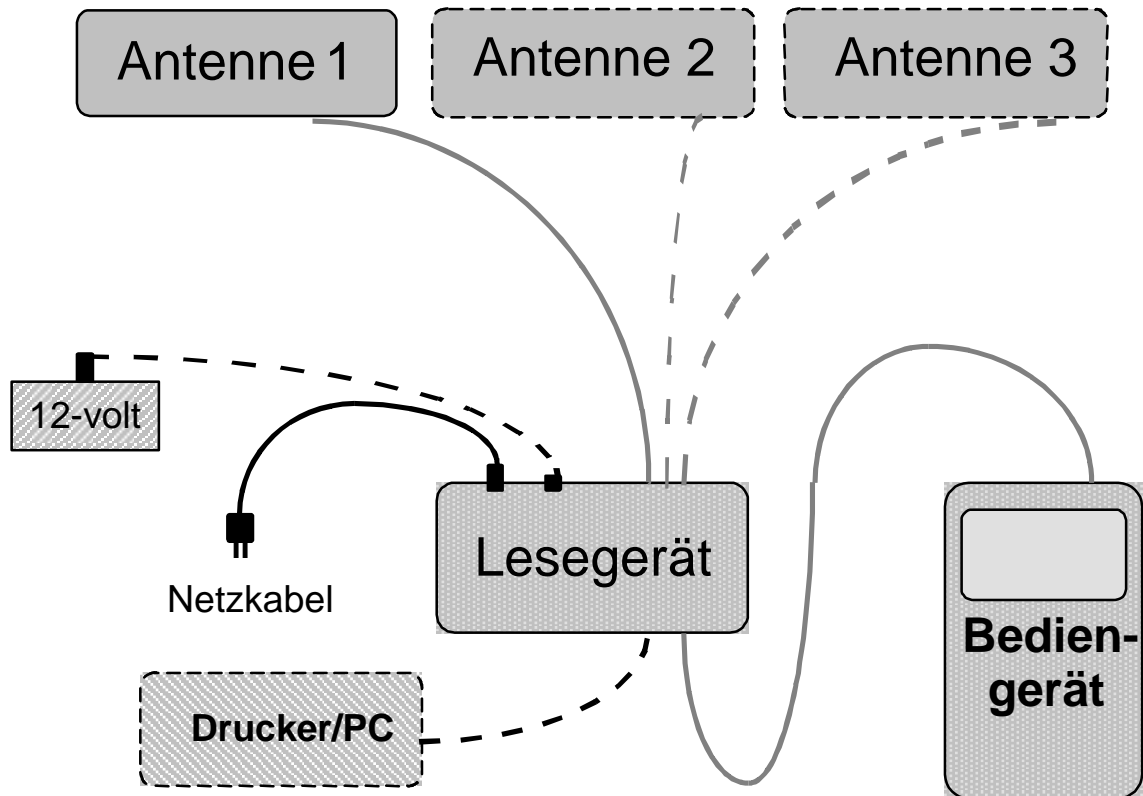 Antenne 1
Antenne 2
Antenne 3
12-volt
Netzkabel
Lesegerät
Bedien-
gerät
Drucker/PC